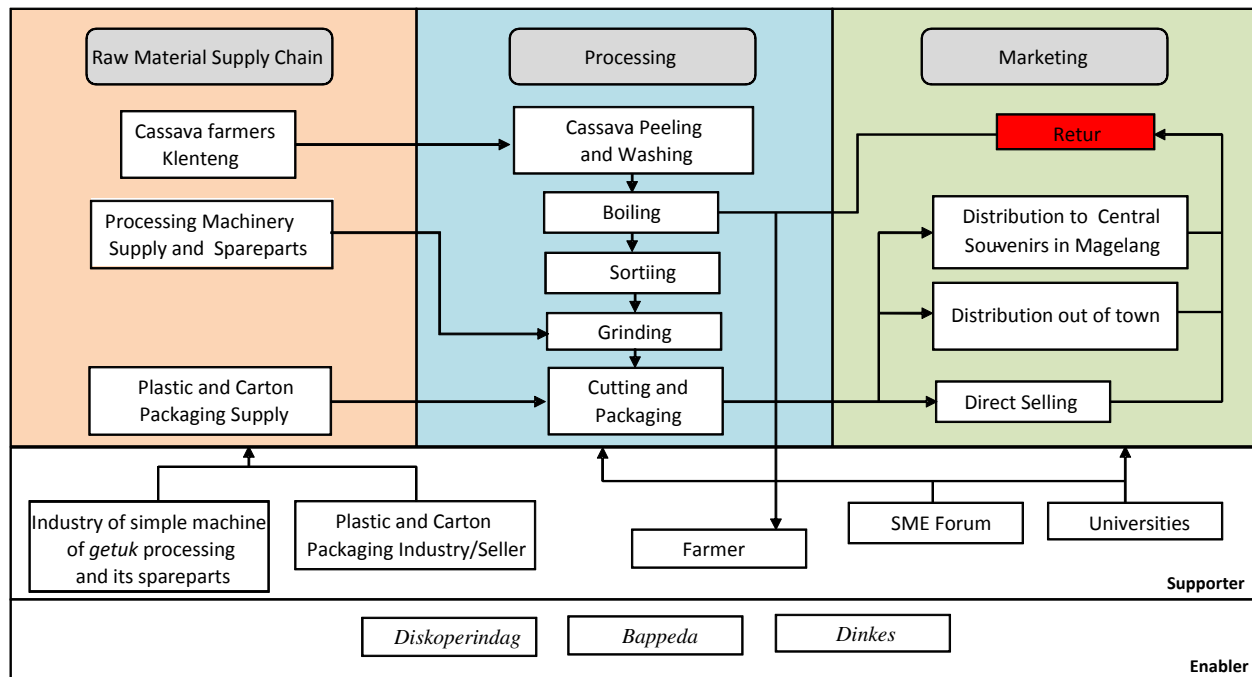 Raw Material Supply Chain
Processing
Marketing
Cassava farmers
Klenteng
Cassava Peeling
and Washing
Retur
Processing Machinery
Supply and Spareparts
Boiling
Distribution to Central
Souvenirs in Magelang
Sortiing
Distribution out of town
Grinding
Plastic and Carton
Packaging Supply
Cutting and
Packaging
Direct Selling
Industry of simple machine
of getuk processing
and its spareparts
Plastic and Carton
Packaging Industry/Seller
Farmer
SME Forum
Universities
Supporter
Diskoperindag
Bappeda
Dinkes
Enabler